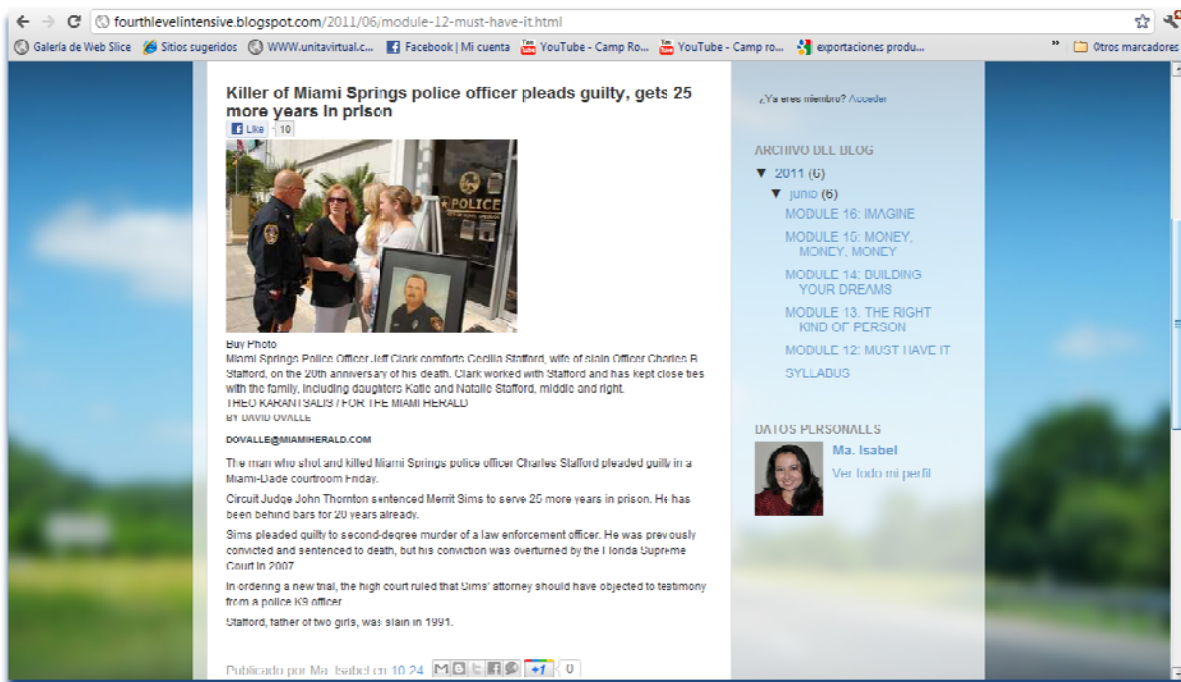 fourthlevelintensive.blogspot.com/2011/06/module-12-must-have-it.html
Galería de Web Slice
Sitios sugeridos
WWW.unitavirtual.c...
Facebook | Mi cuenta
YouTube - Camp Ro...
YouTube - Camp ro...
exportaciones produ...
»
Otros marcadores
Killer of Miami Springs police officer pleads guilty, gets 25
more years in prison
Like 10
POLICE
Buy Photo
Miami Springs Police Officer Jeff Clark comforts Cecilia Stafford, wife of slain Officer Charles B
Stafford, on the 20th anniversary of his death. Clark worked with Stafford and has kept close ties
with the family, including daughters Katie and Natalie Stafford, middle and right.
THEO KARANTSALIS / FOR THE MIAMI HERALD
BY DAVID OVALLE
DOVALLE@MIAMIHERALD.COM
The man who shot and killed Miami Springs police officer Charles Stafford pleaded guilty in a
Miami-Dade courtroom Friday.
Circuit Judge John Thornton sentenced Merrit Sims to serve 25 more years in prison. He has
been behind bars for 20 years already.
Sims pleaded guilty to second-degree murder of a law enforcement officer. He was previously
convicted and sentenced to death, but his conviction was overturned by the Florida Supreme
Court in 2007
In ordering a new trial, the high court ruled that Sims' attorney should have objected to testimony
from a police K9 officer
Stafford, father of two girls, was slain in 1991.
Publicado por Ma. Isabel en 10:24
+1 0
¿Ya eres miembro? Acceder
ARCHIVO DEL BLOG
▼ 2011 (6)
▼ junio (6)
MODULE 16: IMAGINE
MODULE 15: MONEY,
MONEY, MONEY
MODULE 14: BUILDING
YOUR DREAMS
MODULE 13. THE RIGHT
KIND OF PERSON
MODULE 12: MUST HAVE IT
SYLLABUS
DATOS PERSONALES
Ma. Isabel
Ver todo mi perfil